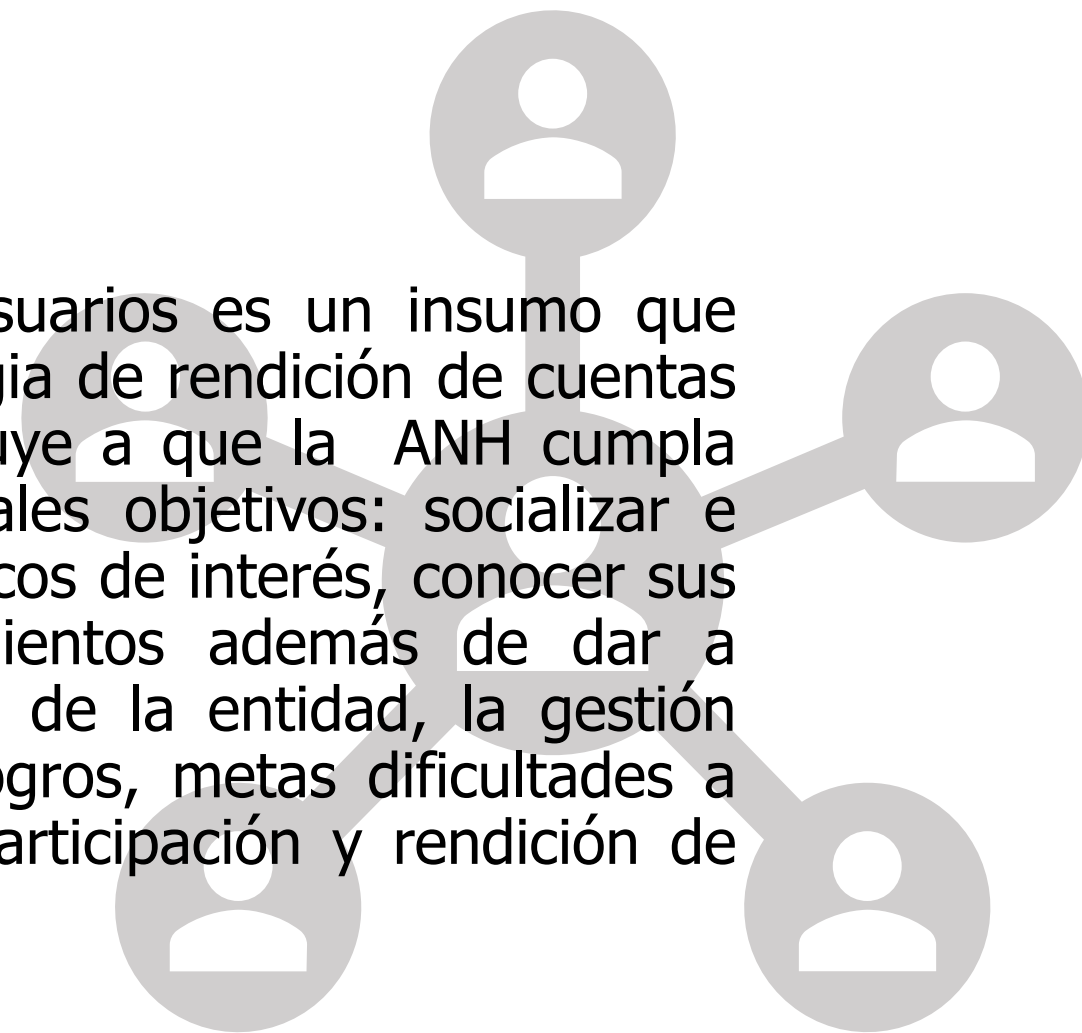 suarios es un insumo que
gia de rendición de cuentas
uye a que la ANH cumpla
ales objetivos: socializar e
cos de interés, conocer sus
ientos además de dar a
de la entidad, la gestión
ogros, metas dificultades a
articipación y rendición de